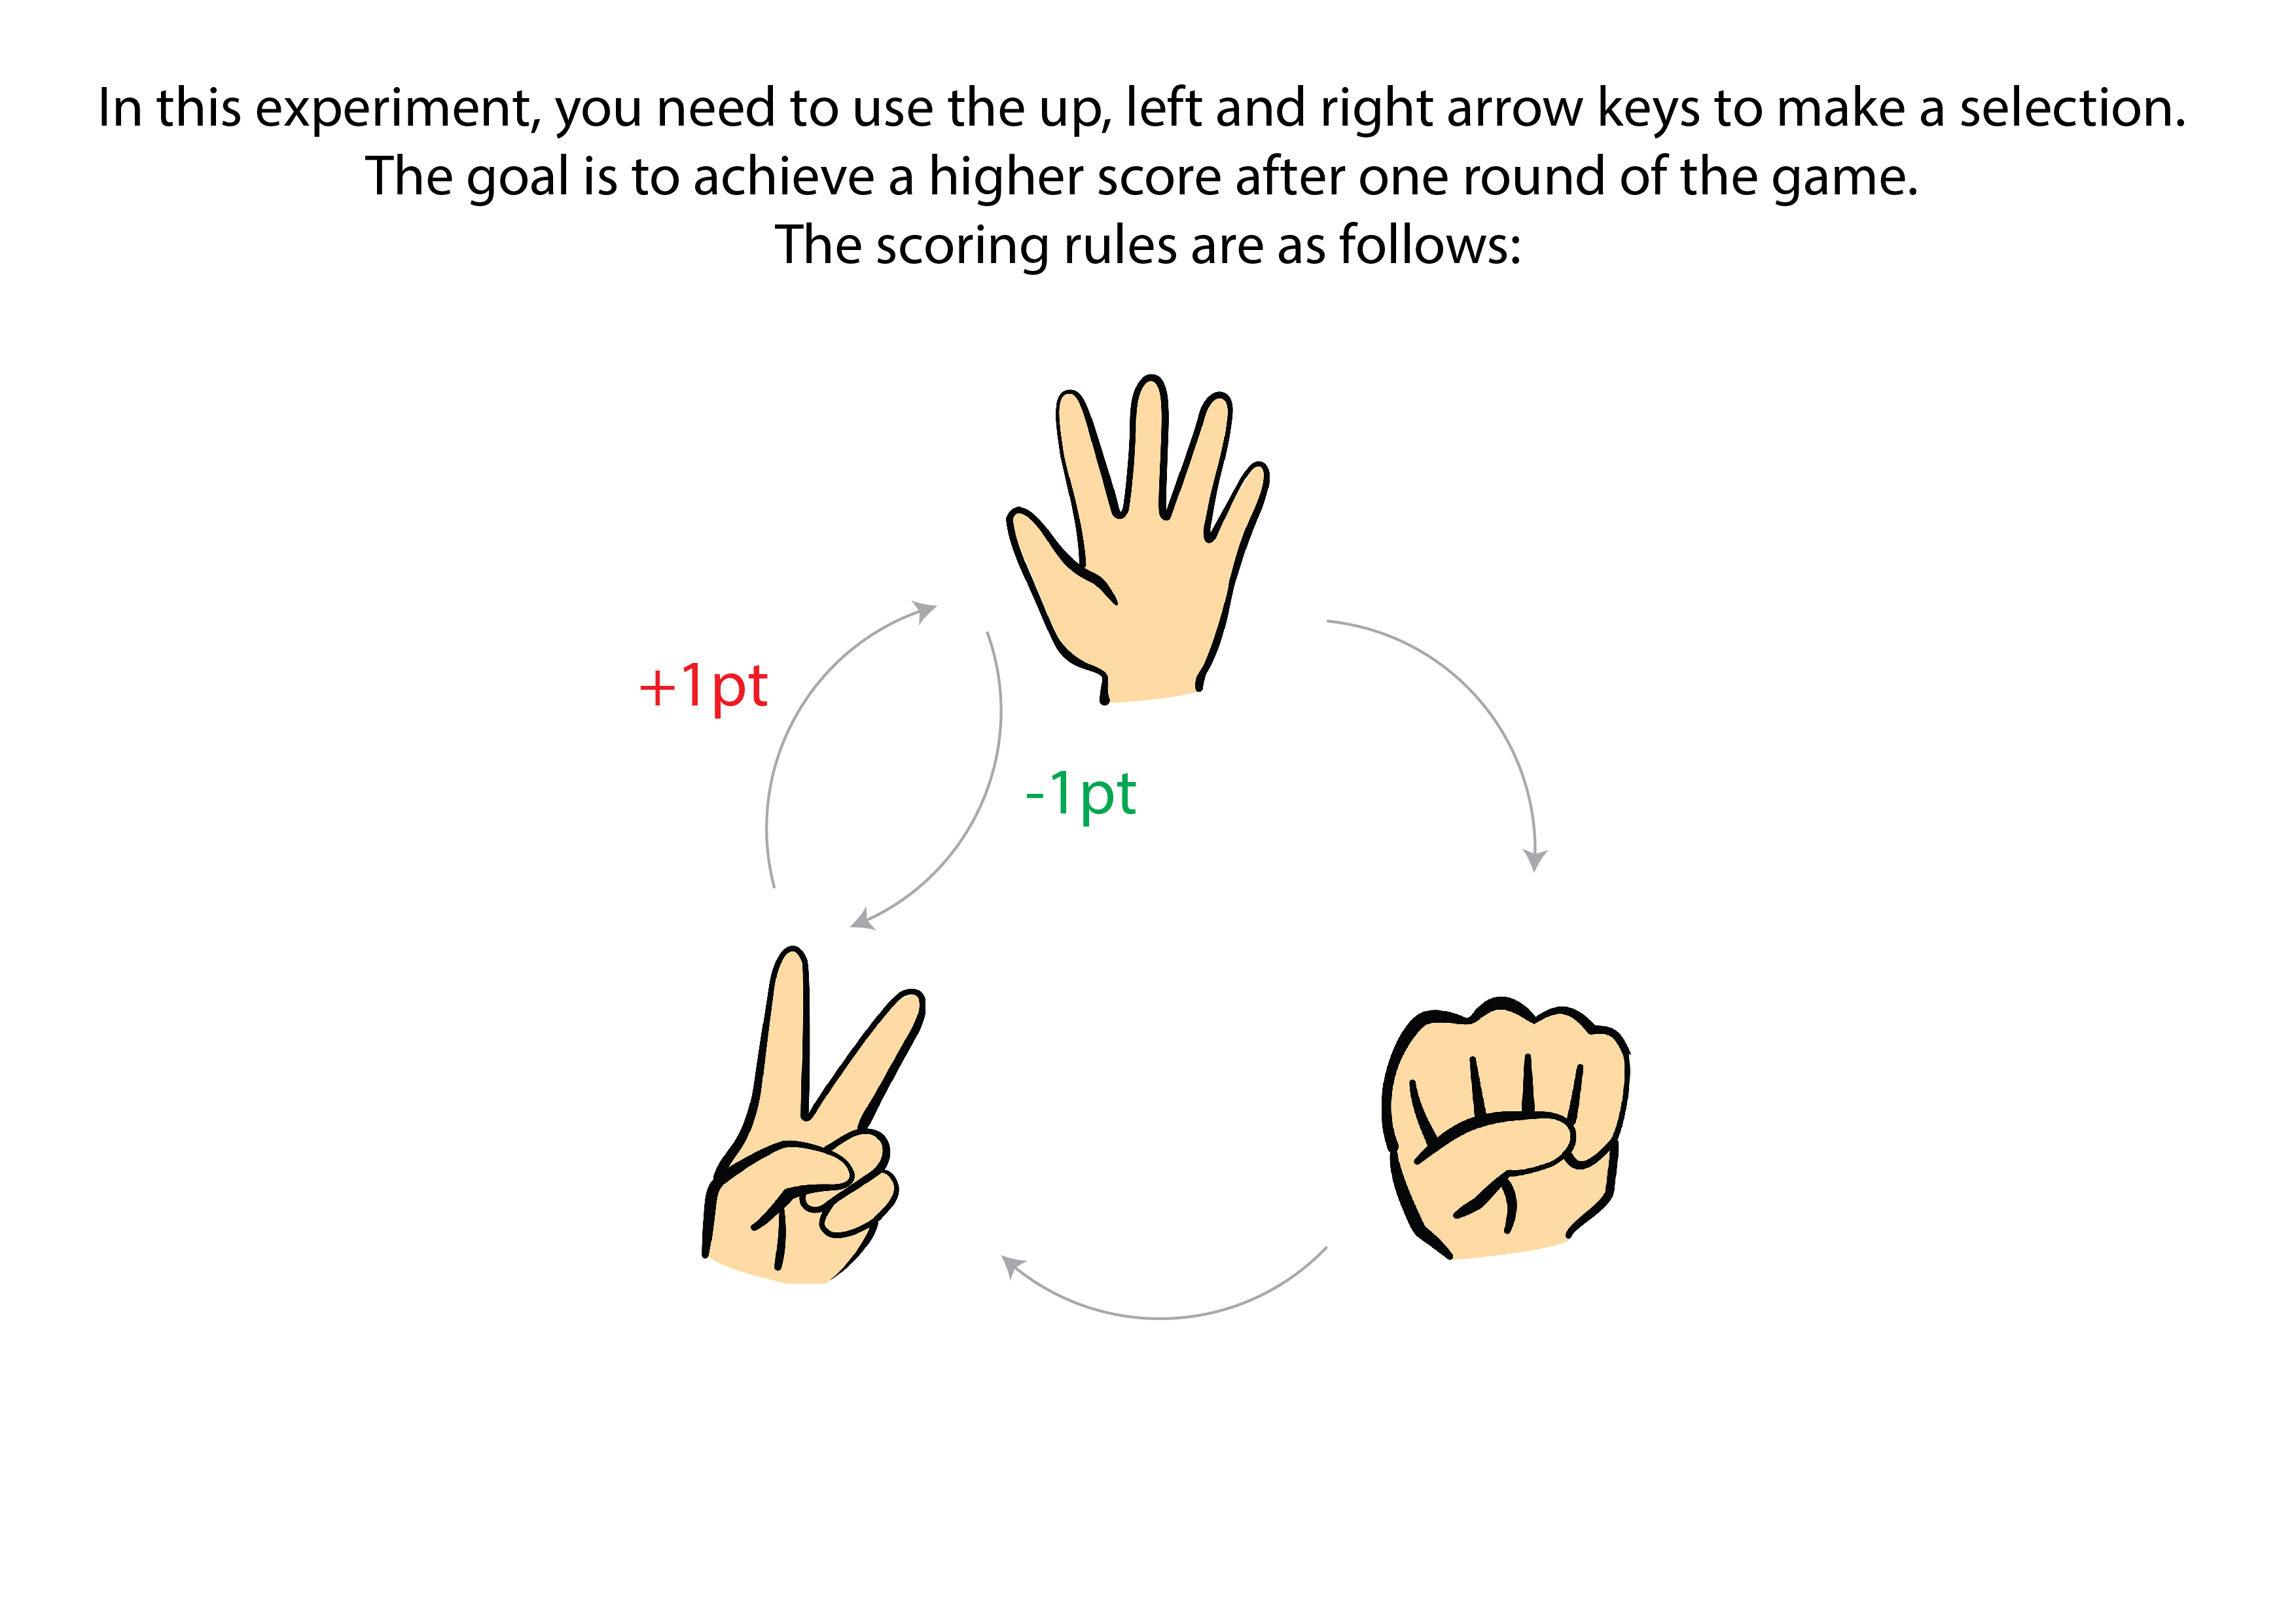 In this experiment, you need to use the up, left and right arrow keys to make a selection.
The goal is to achieve a higher score after one round of the game.
The scoring rules are as follows:
+1pt
-1pt